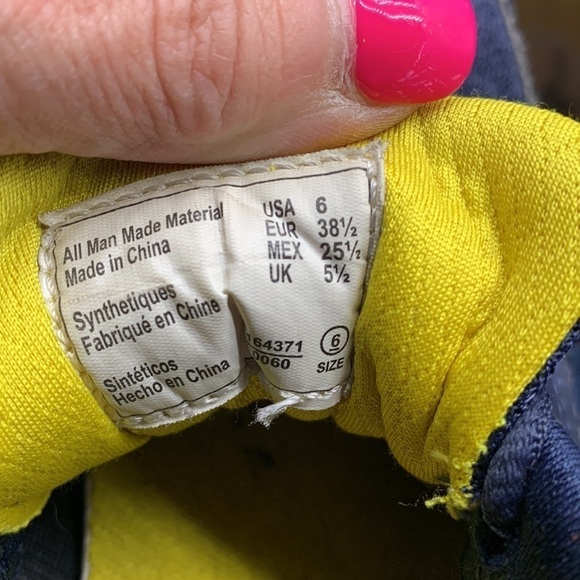 All Man Made Material
Made in China
Synthetiques
Fabriqué en Chine
Sintéticos
Hecho en China
USA 6
EUR 38½
MEX 25½
UK 5½
164371
0060
6
SIZE